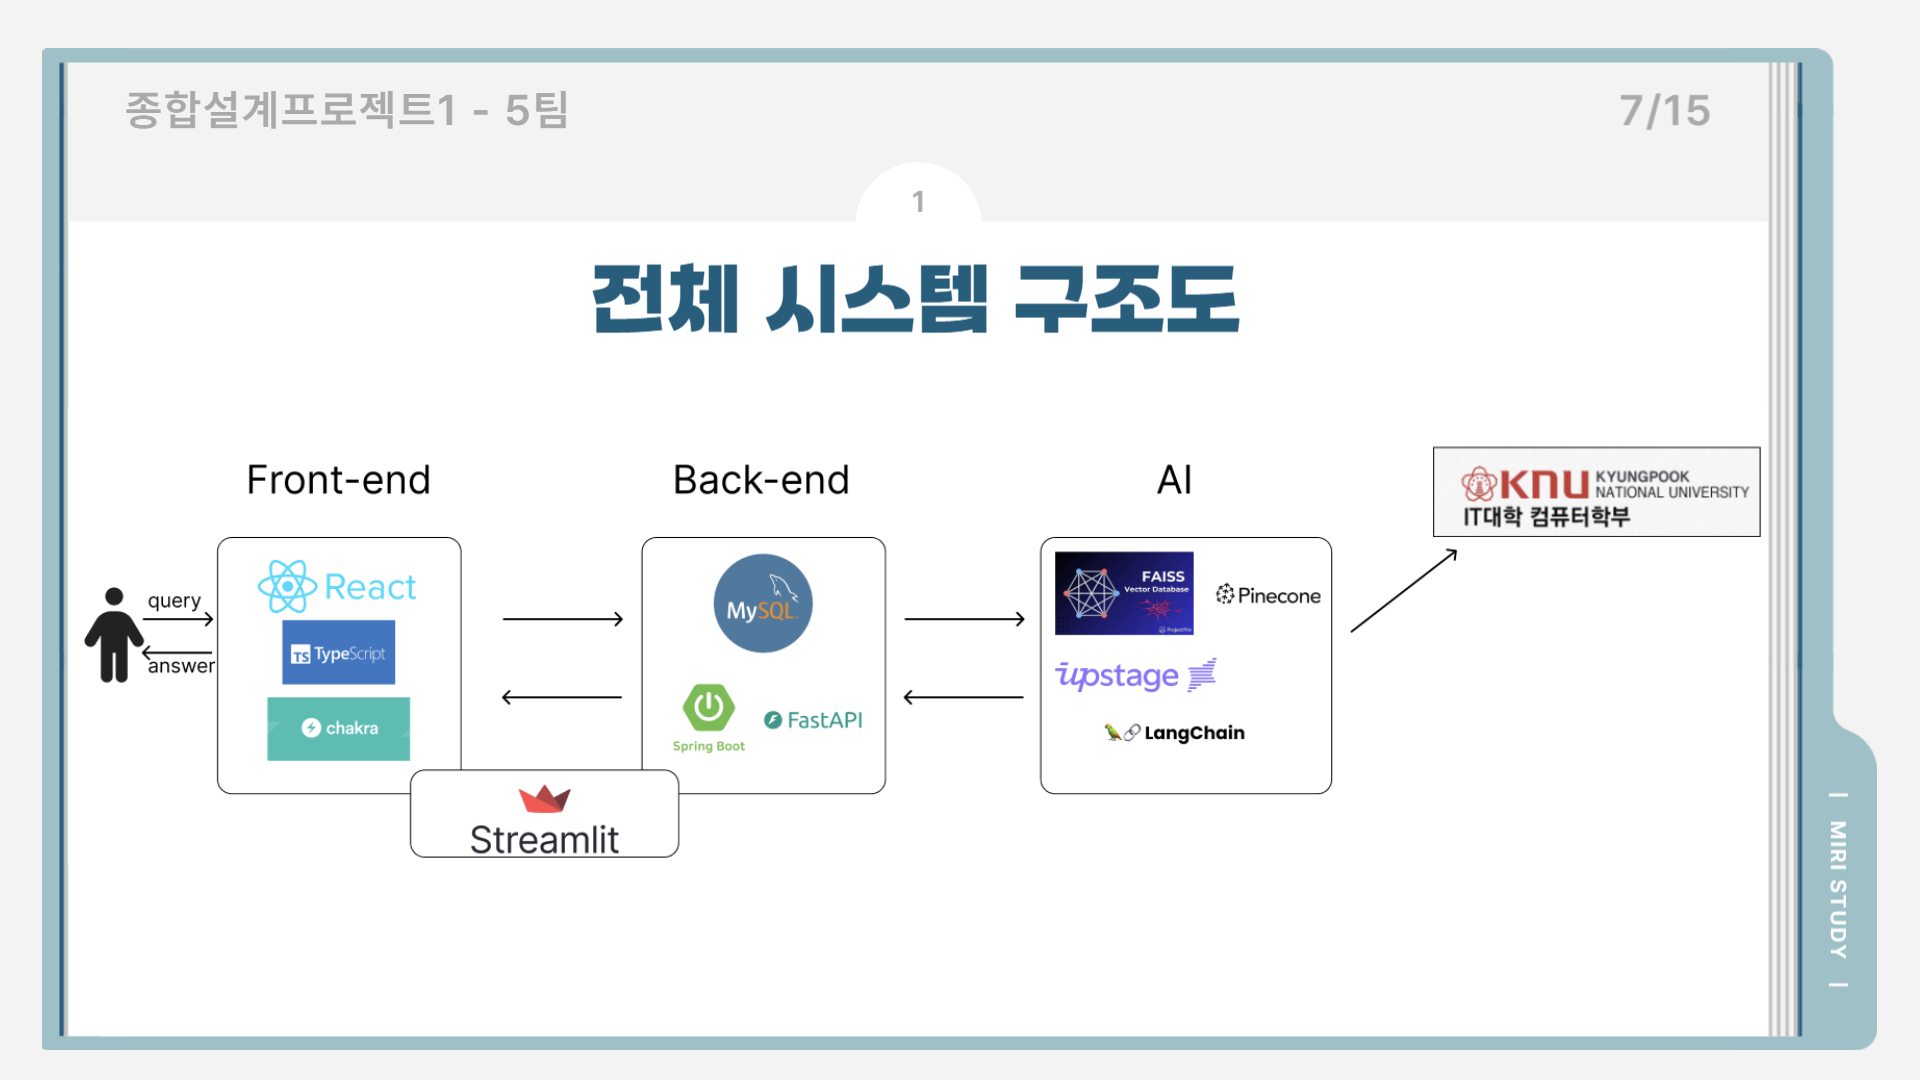 종합설계프로젝트1 - 5팀
7/15
1
전체 시스템 구조도
Front-end
Back-end
AI
KNU KYUNGPOOK
NATIONAL UNIVERSITY
IT대학 컴퓨터학부
query
answer
React
TS TypeScript
chakra
MySQL
Spring Boot
FastAPI
Streamlit
FAISS
Vector Database
ProjectPro
Pinecone
upstage
LangChain
| MIRI STUDY |